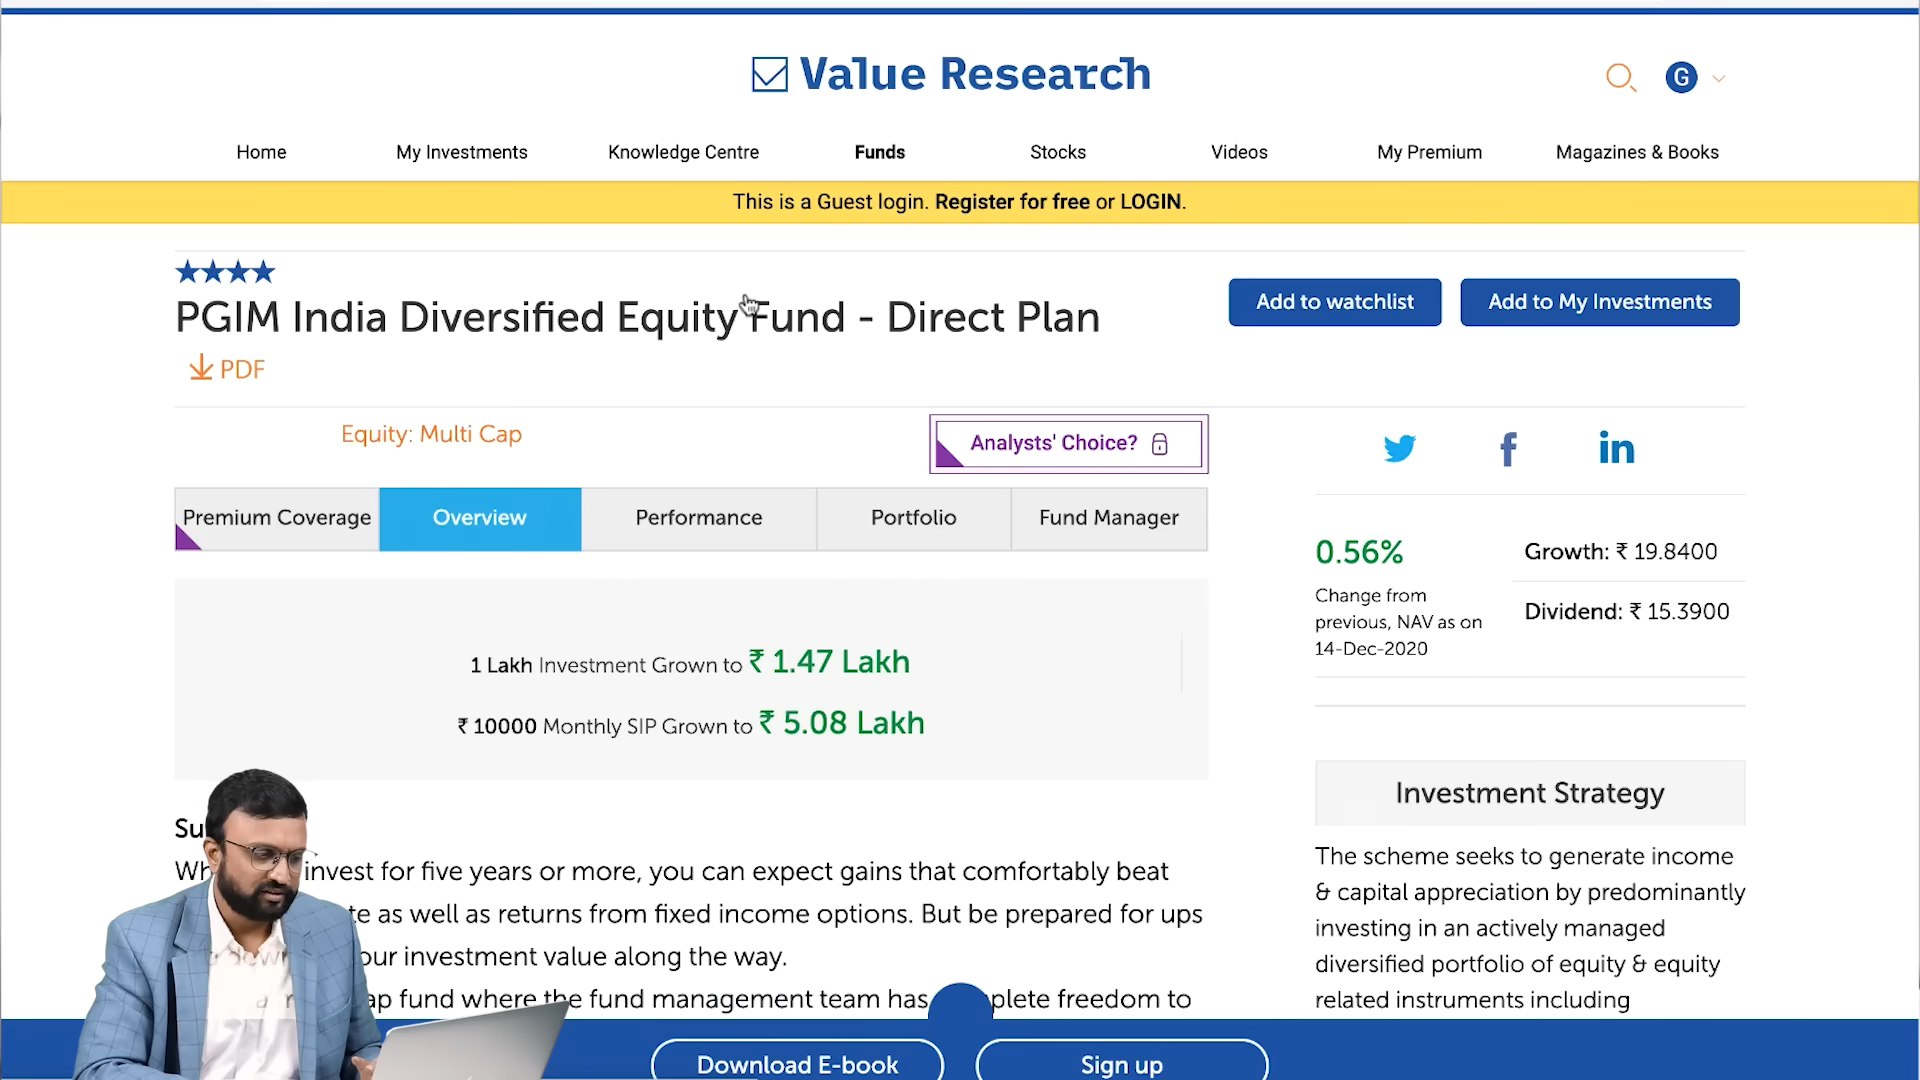 Value Research
G
Home My Investments Knowledge Centre Funds Stocks Videos My Premium Magazines & Books
This is a Guest login. Register for free or LOGIN.
PGIM India Diversified Equity Fund - Direct Plan
Add to watchlist Add to My Investments
PDF
Equity: Multi Cap
Analysts' Choice?
Premium Coverage Overview Performance Portfolio Fund Manager
1 Lakh Investment Grown to ₹ 1.47 Lakh
₹ 10000 Monthly SIP Grown to ₹ 5.08 Lakh
0.56%
Change from
previous, NAV as on
14-Dec-2020
Growth: ₹ 19.8400
Dividend: ₹ 15.3900
invest for five years or more, you can expect gains that comfortably beat
as well as returns from fixed income options. But be prepared for ups
investment value along the way.
fund where the fund management team has freedom to
Investment Strategy
The scheme seeks to generate income
& capital appreciation by predominantly
investing in an actively managed
diversified portfolio of equity & equity
related instruments including
Download E-book Sign up